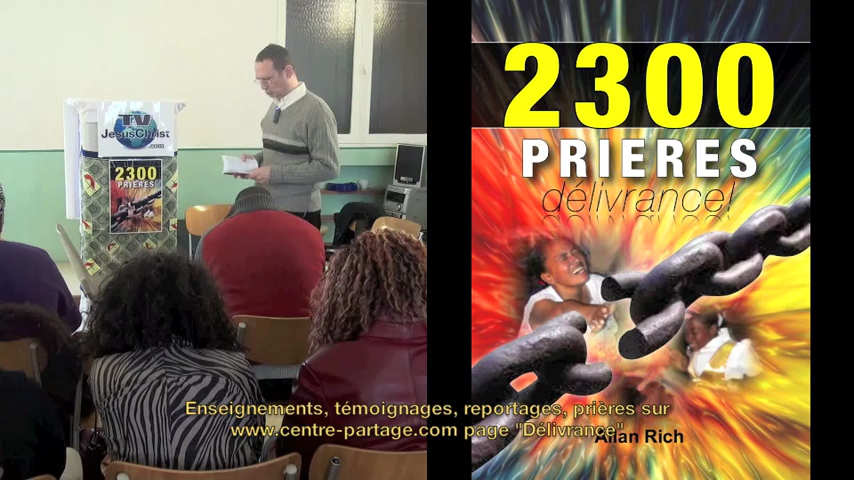 TV
JesusChrist
.com
2300
PRIERES
2300
PRIERES
délivrance!
Enseignements, témoignages, reportages, prières sur
www.centre-partage.com page "Délivrance"
Allan Rich